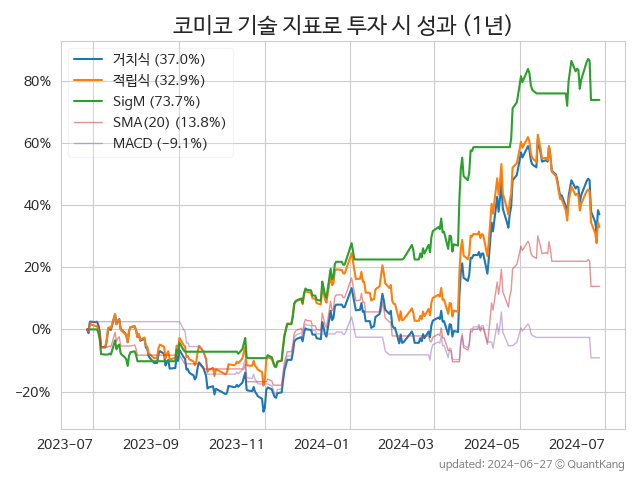 코미코 기술 지표로 투자 시 성과 (1년)
거치식 (37.0%)
적립식 (32.9%)
SigM (73.7%)
SMA(20) (13.8%)
MACD (−9.1%)
80%
60%
40%
20%
0%
−20%
2023−07
2023−09
2023−11
2024−01
2024−03
2024−05
2024−07
updated: 2024-06-27 © QuantKang